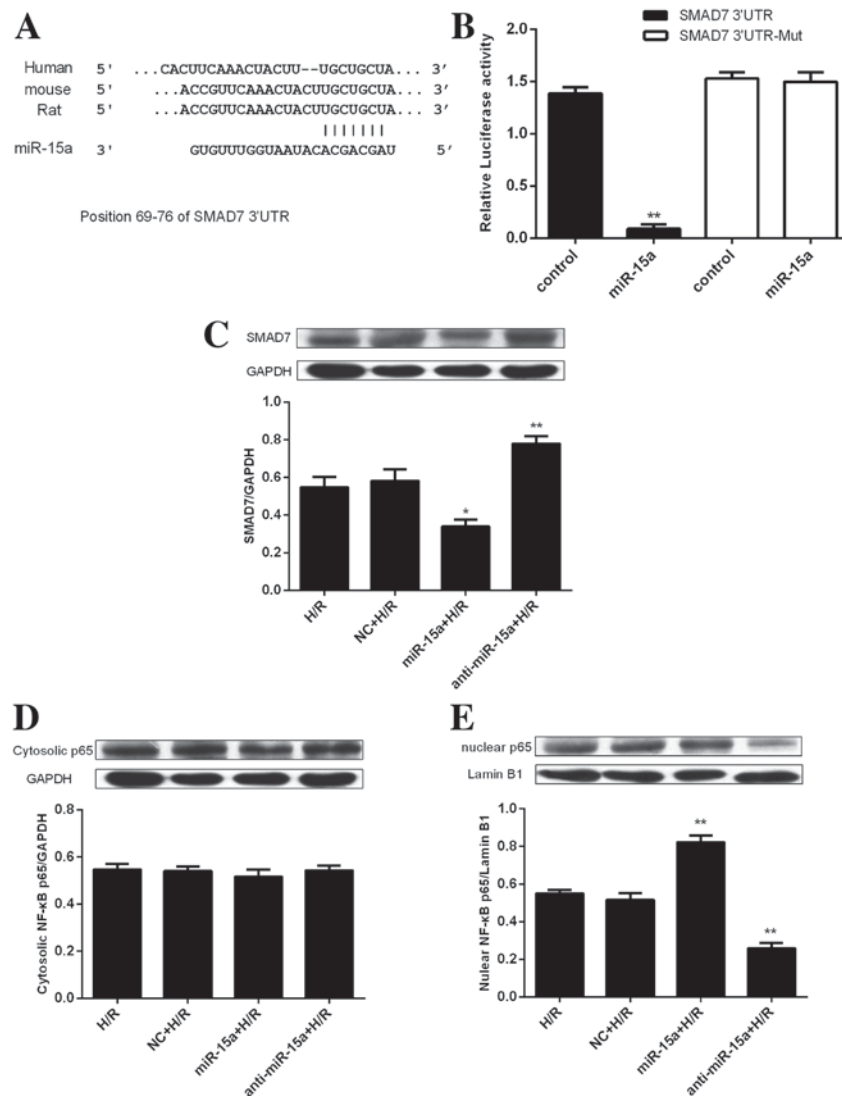 A
Human 5' ...CACUUCAAACUACUU--UGCUGCUA... 3'
mouse 5' ...ACCGUUCAAACUACUUUGCUGCUA... 3'
Rat 5' ...ACCGUUCAAACUACUUUGCUGCUA... 3'
| | | | | | |
miR-15a 3' GUGUUUGGUAAUACACGACGAU 5'
Position 69-76 of SMAD7 3'UTR
B
SMAD7 3'UTR
SMAD7 3'UTR-Mut
Relative Luciferase activity
2.0
1.5
1.0
0.5
0.0
**
control
miR-15a
control
miR-15a
C
SMAD7
GAPDH
SMAD7/GAPDH
1.0
0.8
0.6
0.4
0.2
0.0
*
**
H/R
NC+H/R
miR-15a+H/R
anti-miR-15a+H/R
D
Cytosolic p65
GAPDH
Cytosolic NF-κB p65/GAPDH
0.8
0.6
0.4
0.2
0.0
H/R
NC+H/R
miR-15a+H/R
anti-miR-15a+H/R
E
nuclear p65
Lamin B1
Nulear NF-κB p65/Lamin B1
1.0
0.8
0.6
0.4
0.2
0.0
**
**
H/R
NC+H/R
miR-15a+H/R
anti-miR-15a+H/R